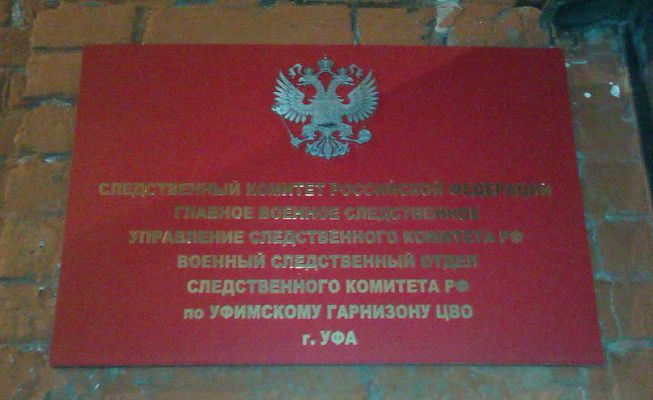 СЛЕДСТВЕННЫЙ КОМИТЕТ РОССИЙСКОЙ ФЕДЕРАЦИИ
ГЛАВНОЕ ВОЕННОЕ СЛЕДСТВЕННОЕ
УПРАВЛЕНИЕ СЛЕДСТВЕННОГО КОМИТЕТА РФ
ВОЕННЫЙ СЛЕДСТВЕННЫЙ ОТДЕЛ
СЛЕДСТВЕННОГО КОМИТЕТА РФ
по УФИМСКОМУ ГАРНИЗОНУ ЦВО
г. УФА